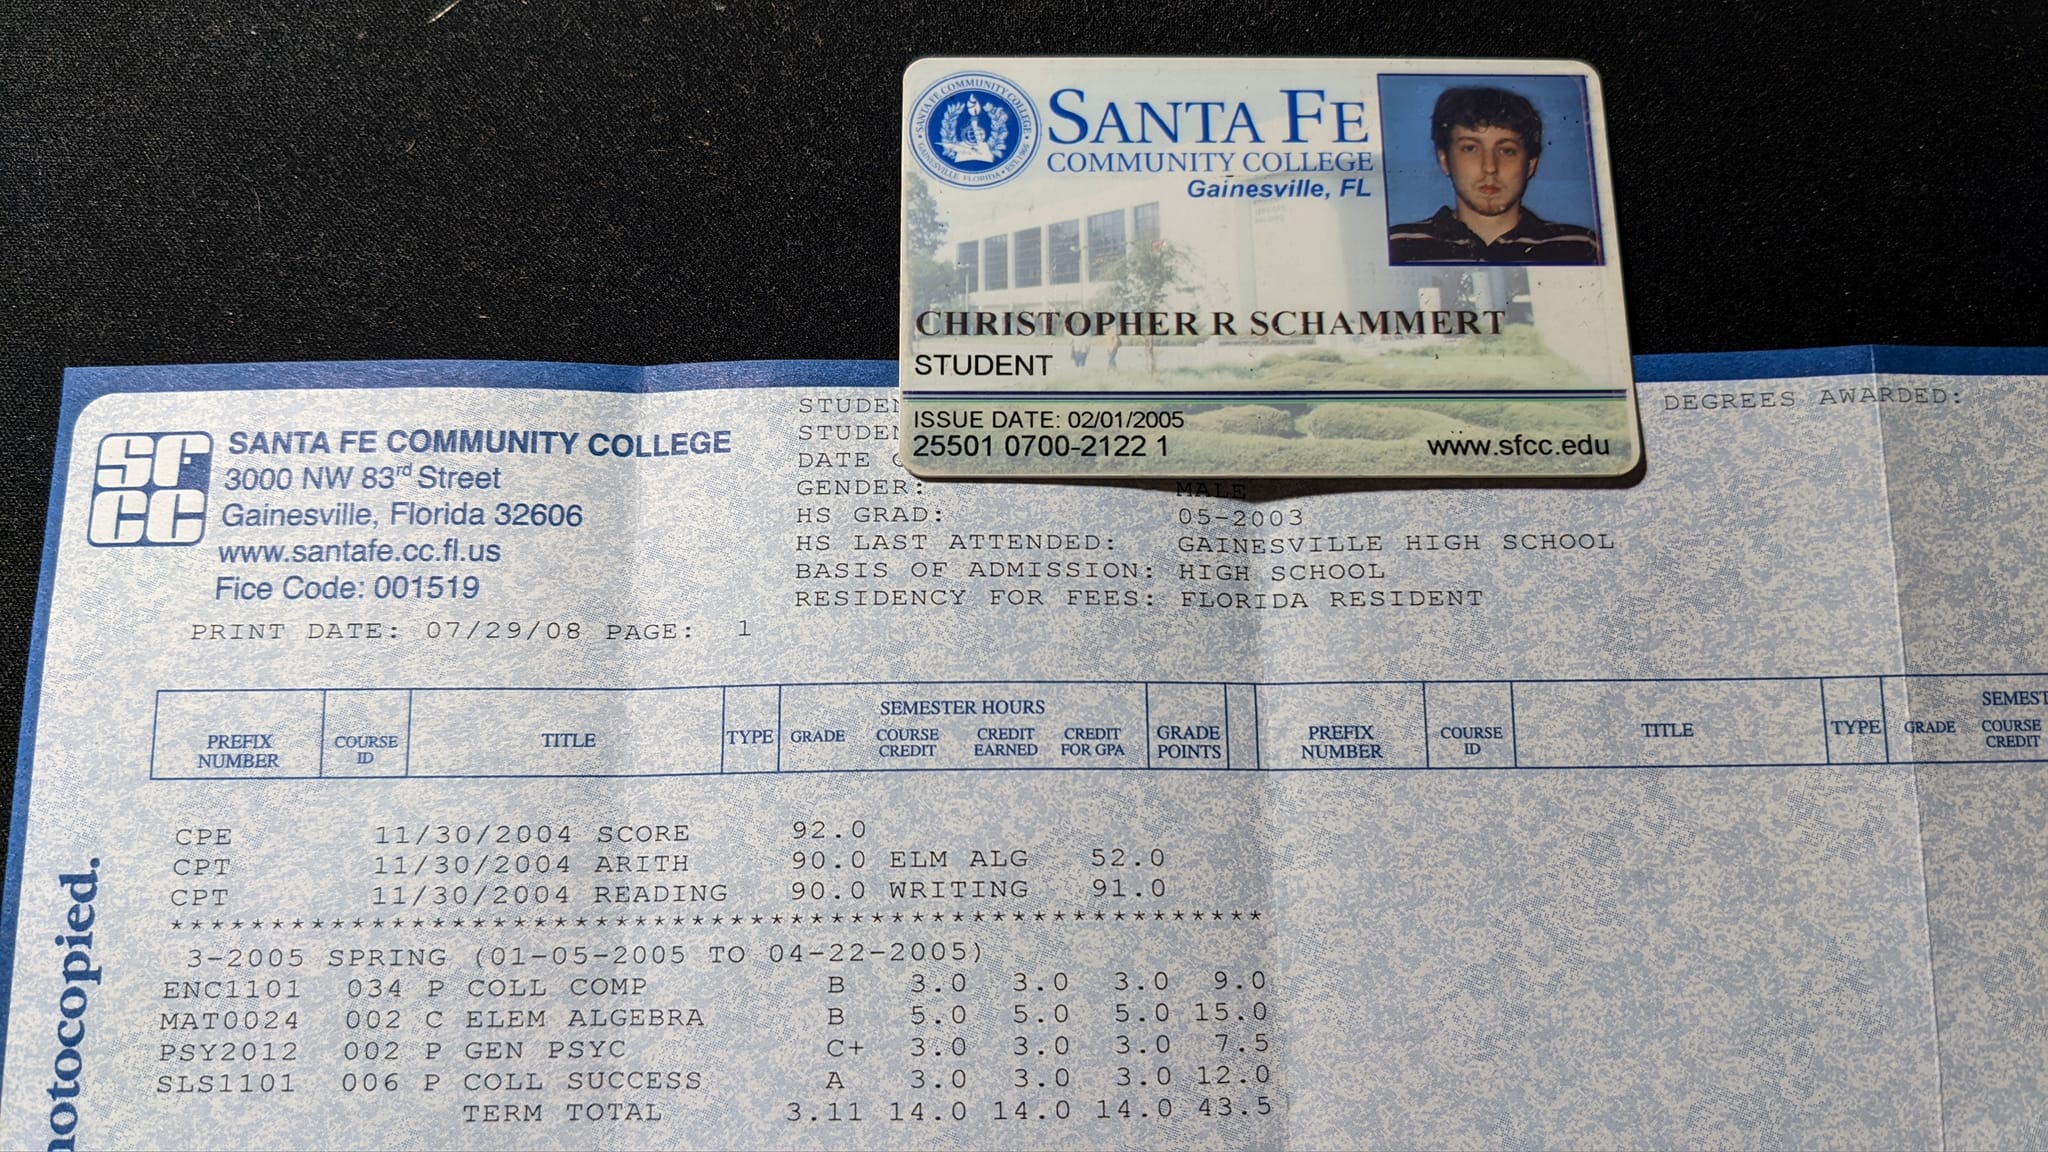 SANTA FE COMMUNITY COLLEGE
GAINESVILLE, FLORIDA • EST. 1966
SANTA FE
COMMUNITY COLLEGE
Gainesville, FL
CHRISTOPHER R SCHAMMERT
STUDENT
ISSUE DATE: 02/01/2005
25501 0700-2122 1
www.sfcc.edu
SF
CC
SANTA FE COMMUNITY COLLEGE
3000 NW 83rd Street
Gainesville, Florida 32606
www.santafe.cc.fl.us
Fice Code: 001519
PRINT DATE: 07/29/08 PAGE: 1
DEGREES AWARDED:
DATE
GENDER: MALE
HS GRAD: 05-2003
HS LAST ATTENDED: GAINESVILLE HIGH SCHOOL
BASIS OF ADMISSION: HIGH SCHOOL
RESIDENCY FOR FEES: FLORIDA RESIDENT
PREFIX NUMBER COURSE ID TITLE TYPE GRADE SEMESTER HOURS COURSE CREDIT CREDIT EARNED CREDIT FOR GPA GRADE POINTS PREFIX NUMBER COURSE ID TITLE TYPE GRADE COURSE CREDIT
CPE 11/30/2004 SCORE 92.0
CPT 11/30/2004 ARITH 90.0 ELM ALG 52.0
CPT 11/30/2004 READING 90.0 WRITING 91.0
3-2005 SPRING (01-05-2005 TO 04-22-2005)
ENC1101 034 P COLL COMP B 3.0 3.0 3.0 9.0
MAT0024 002 C ELEM ALGEBRA B 5.0 5.0 5.0 15.0
PSY2012 002 P GEN PSYC C+ 3.0 3.0 3.0 7.5
SLS1101 006 P COLL SUCCESS A 3.0 3.0 3.0 12.0
TERM TOTAL 3.11 14.0 14.0 14.0 43.5